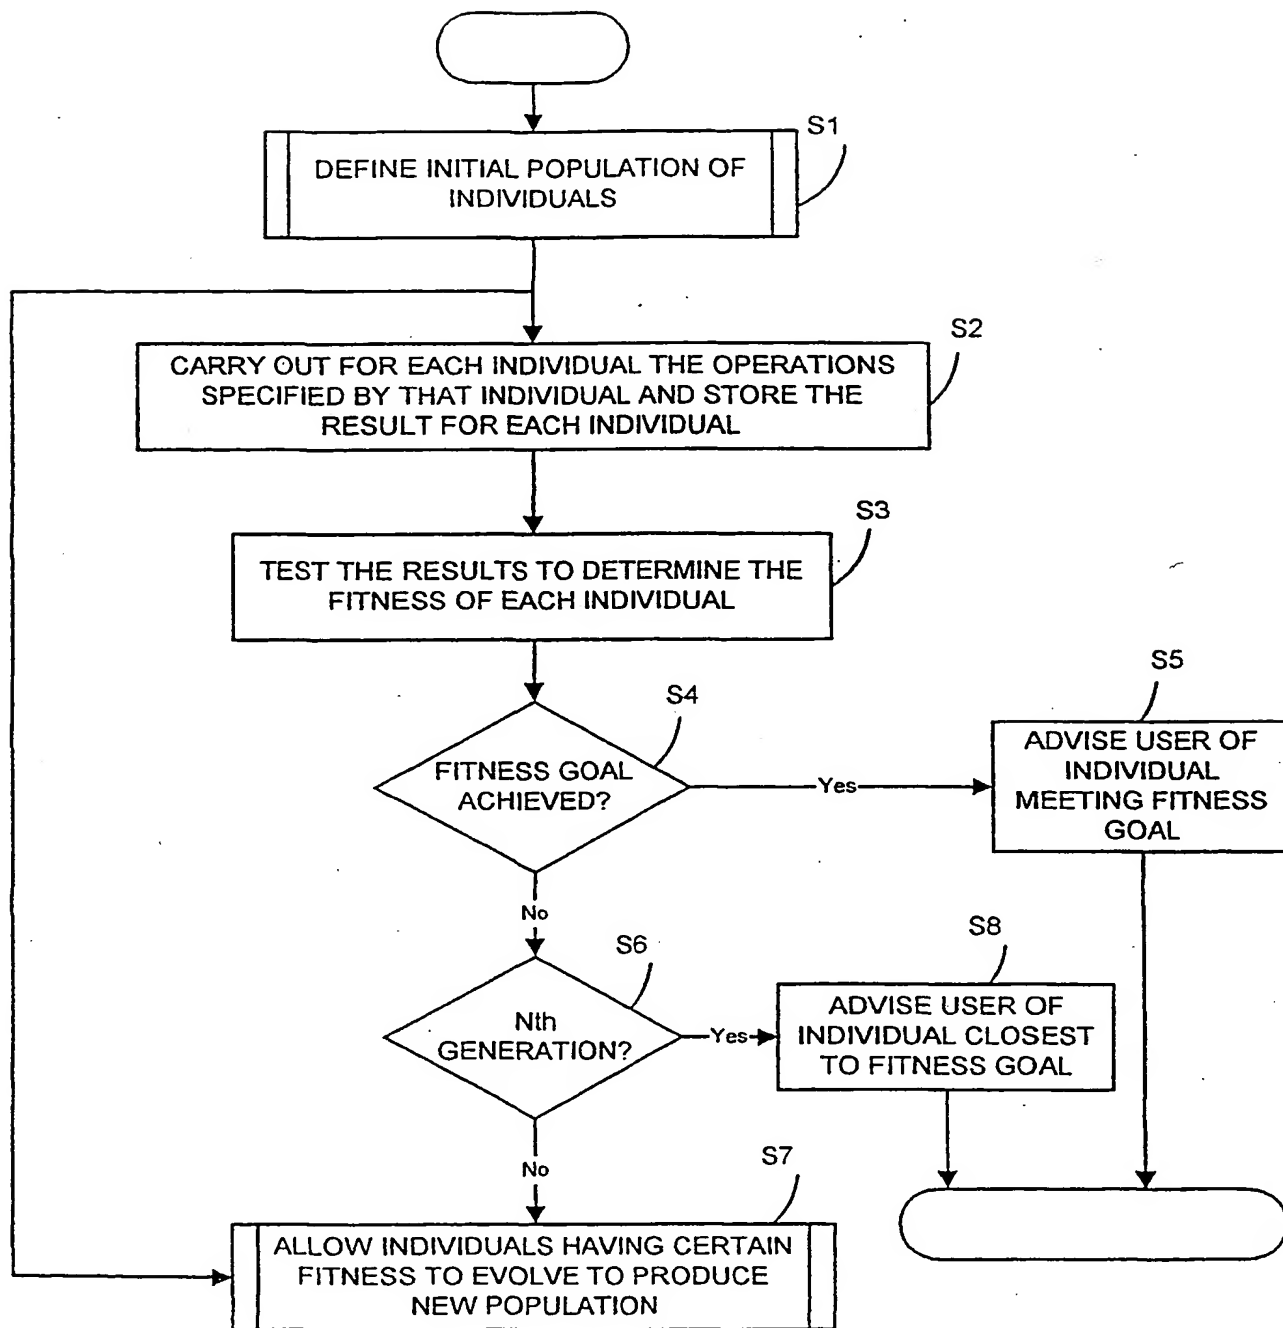 S1
DEFINE INITIAL POPULATION OF
INDIVIDUALS
S2
CARRY OUT FOR EACH INDIVIDUAL THE OPERATIONS
SPECIFIED BY THAT INDIVIDUAL AND STORE THE
RESULT FOR EACH INDIVIDUAL
S3
TEST THE RESULTS TO DETERMINE THE
FITNESS OF EACH INDIVIDUAL
S4
FITNESS GOAL
ACHIEVED?
Yes
S5
ADVISE USER OF
INDIVIDUAL
MEETING FITNESS
GOAL
No
S6
Nth
GENERATION?
Yes
S8
ADVISE USER OF
INDIVIDUAL CLOSEST
TO FITNESS GOAL
No
S7
ALLOW INDIVIDUALS HAVING CERTAIN
FITNESS TO EVOLVE TO PRODUCE
NEW POPULATION